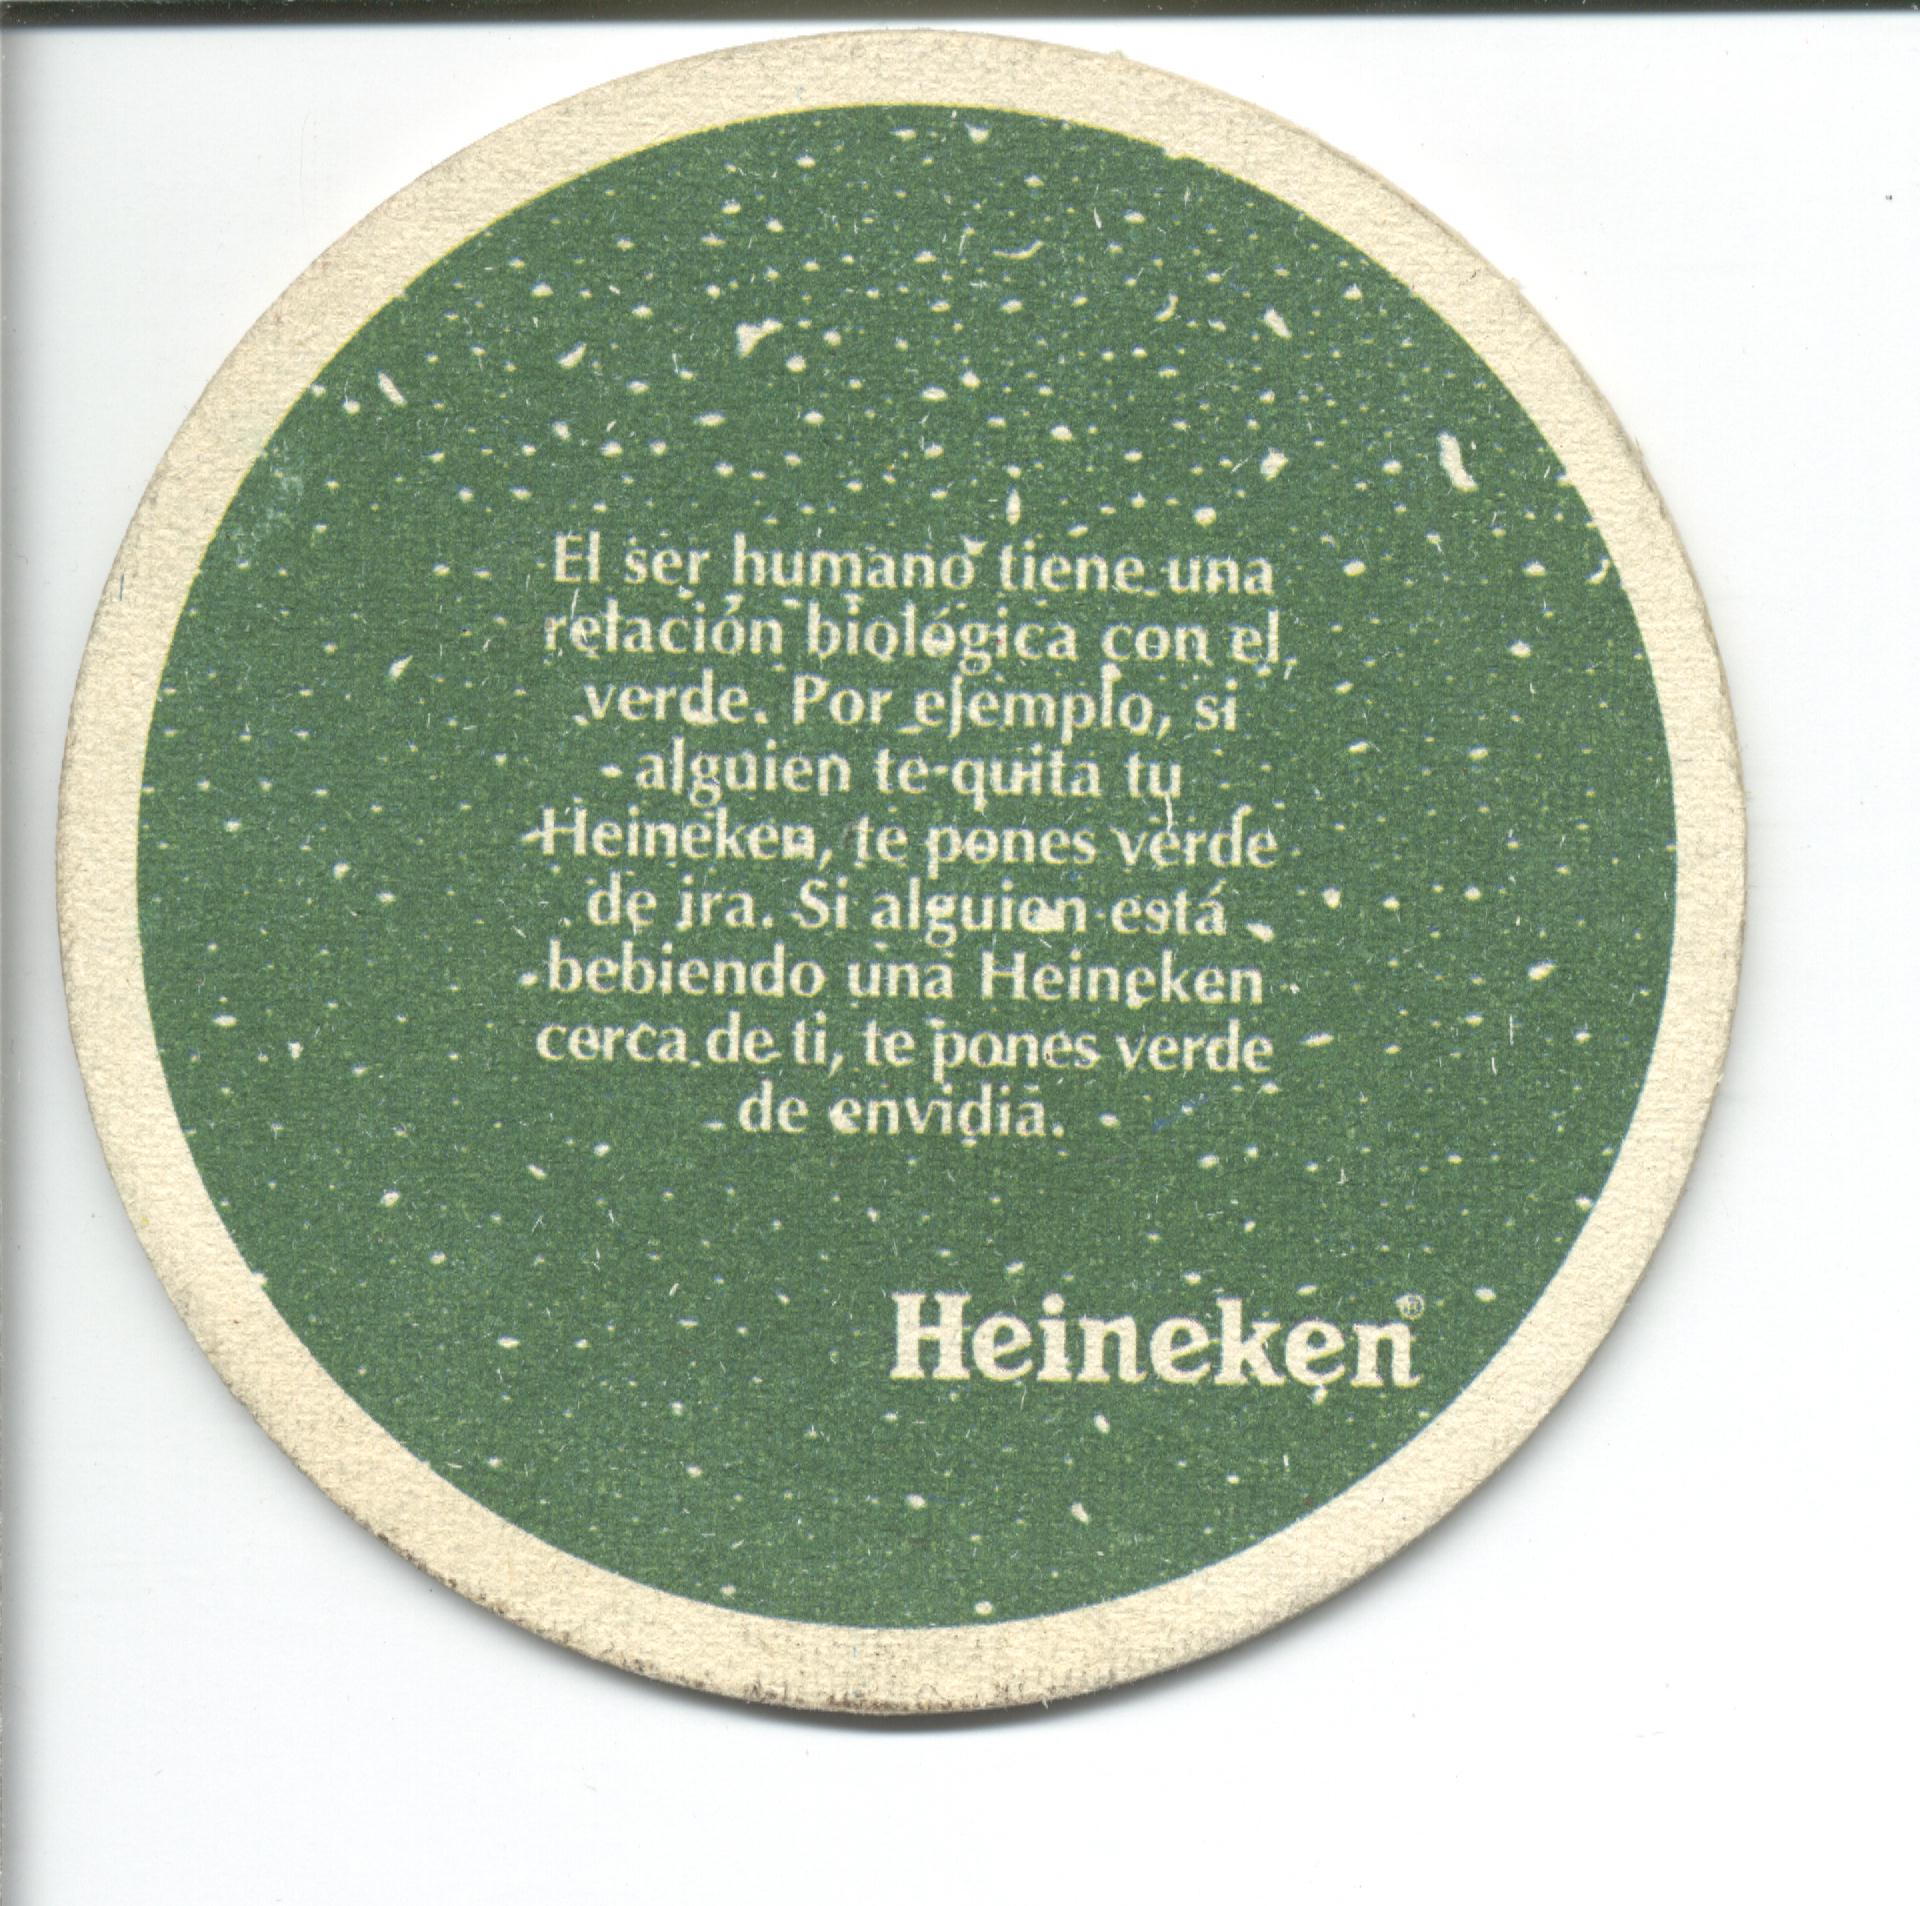 El ser humano tiene una
relación biológica con el
verde. Por ejemplo, si
alguien te quita tu
Heineken, te pones verde
de ira. Si alguien está
bebiendo una Heineken
cerca de ti, te pones verde
de envidia.
Heineken®